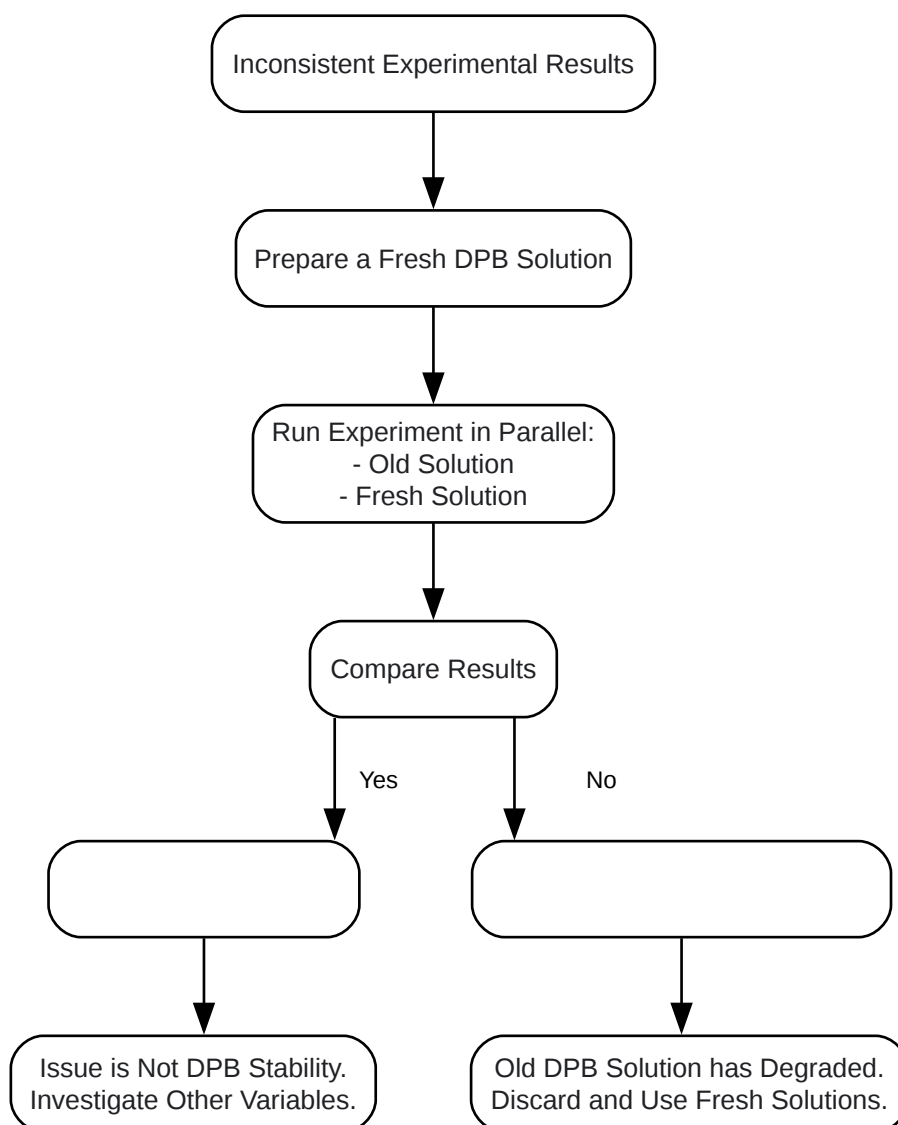 Inconsistent Experimental Results
Prepare a Fresh DPB Solution
Run Experiment in Parallel:
- Old Solution
- Fresh Solution
Compare Results
Yes
No
Issue is Not DPB Stability.
Investigate Other Variables.
Old DPB Solution has Degraded.
Discard and Use Fresh Solutions.